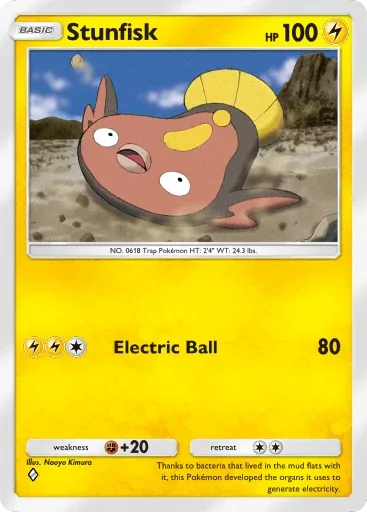 BASIC Stunfisk HP 100
NO. 0618 Trap Pokémon HT: 2'4" WT: 24.3 lbs.
Electric Ball 80
weakness +20 retreat
Illus. Naoyo Kimura
Thanks to bacteria that lived in the mud flats with
it, this Pokémon developed the organs it uses to
generate electricity.